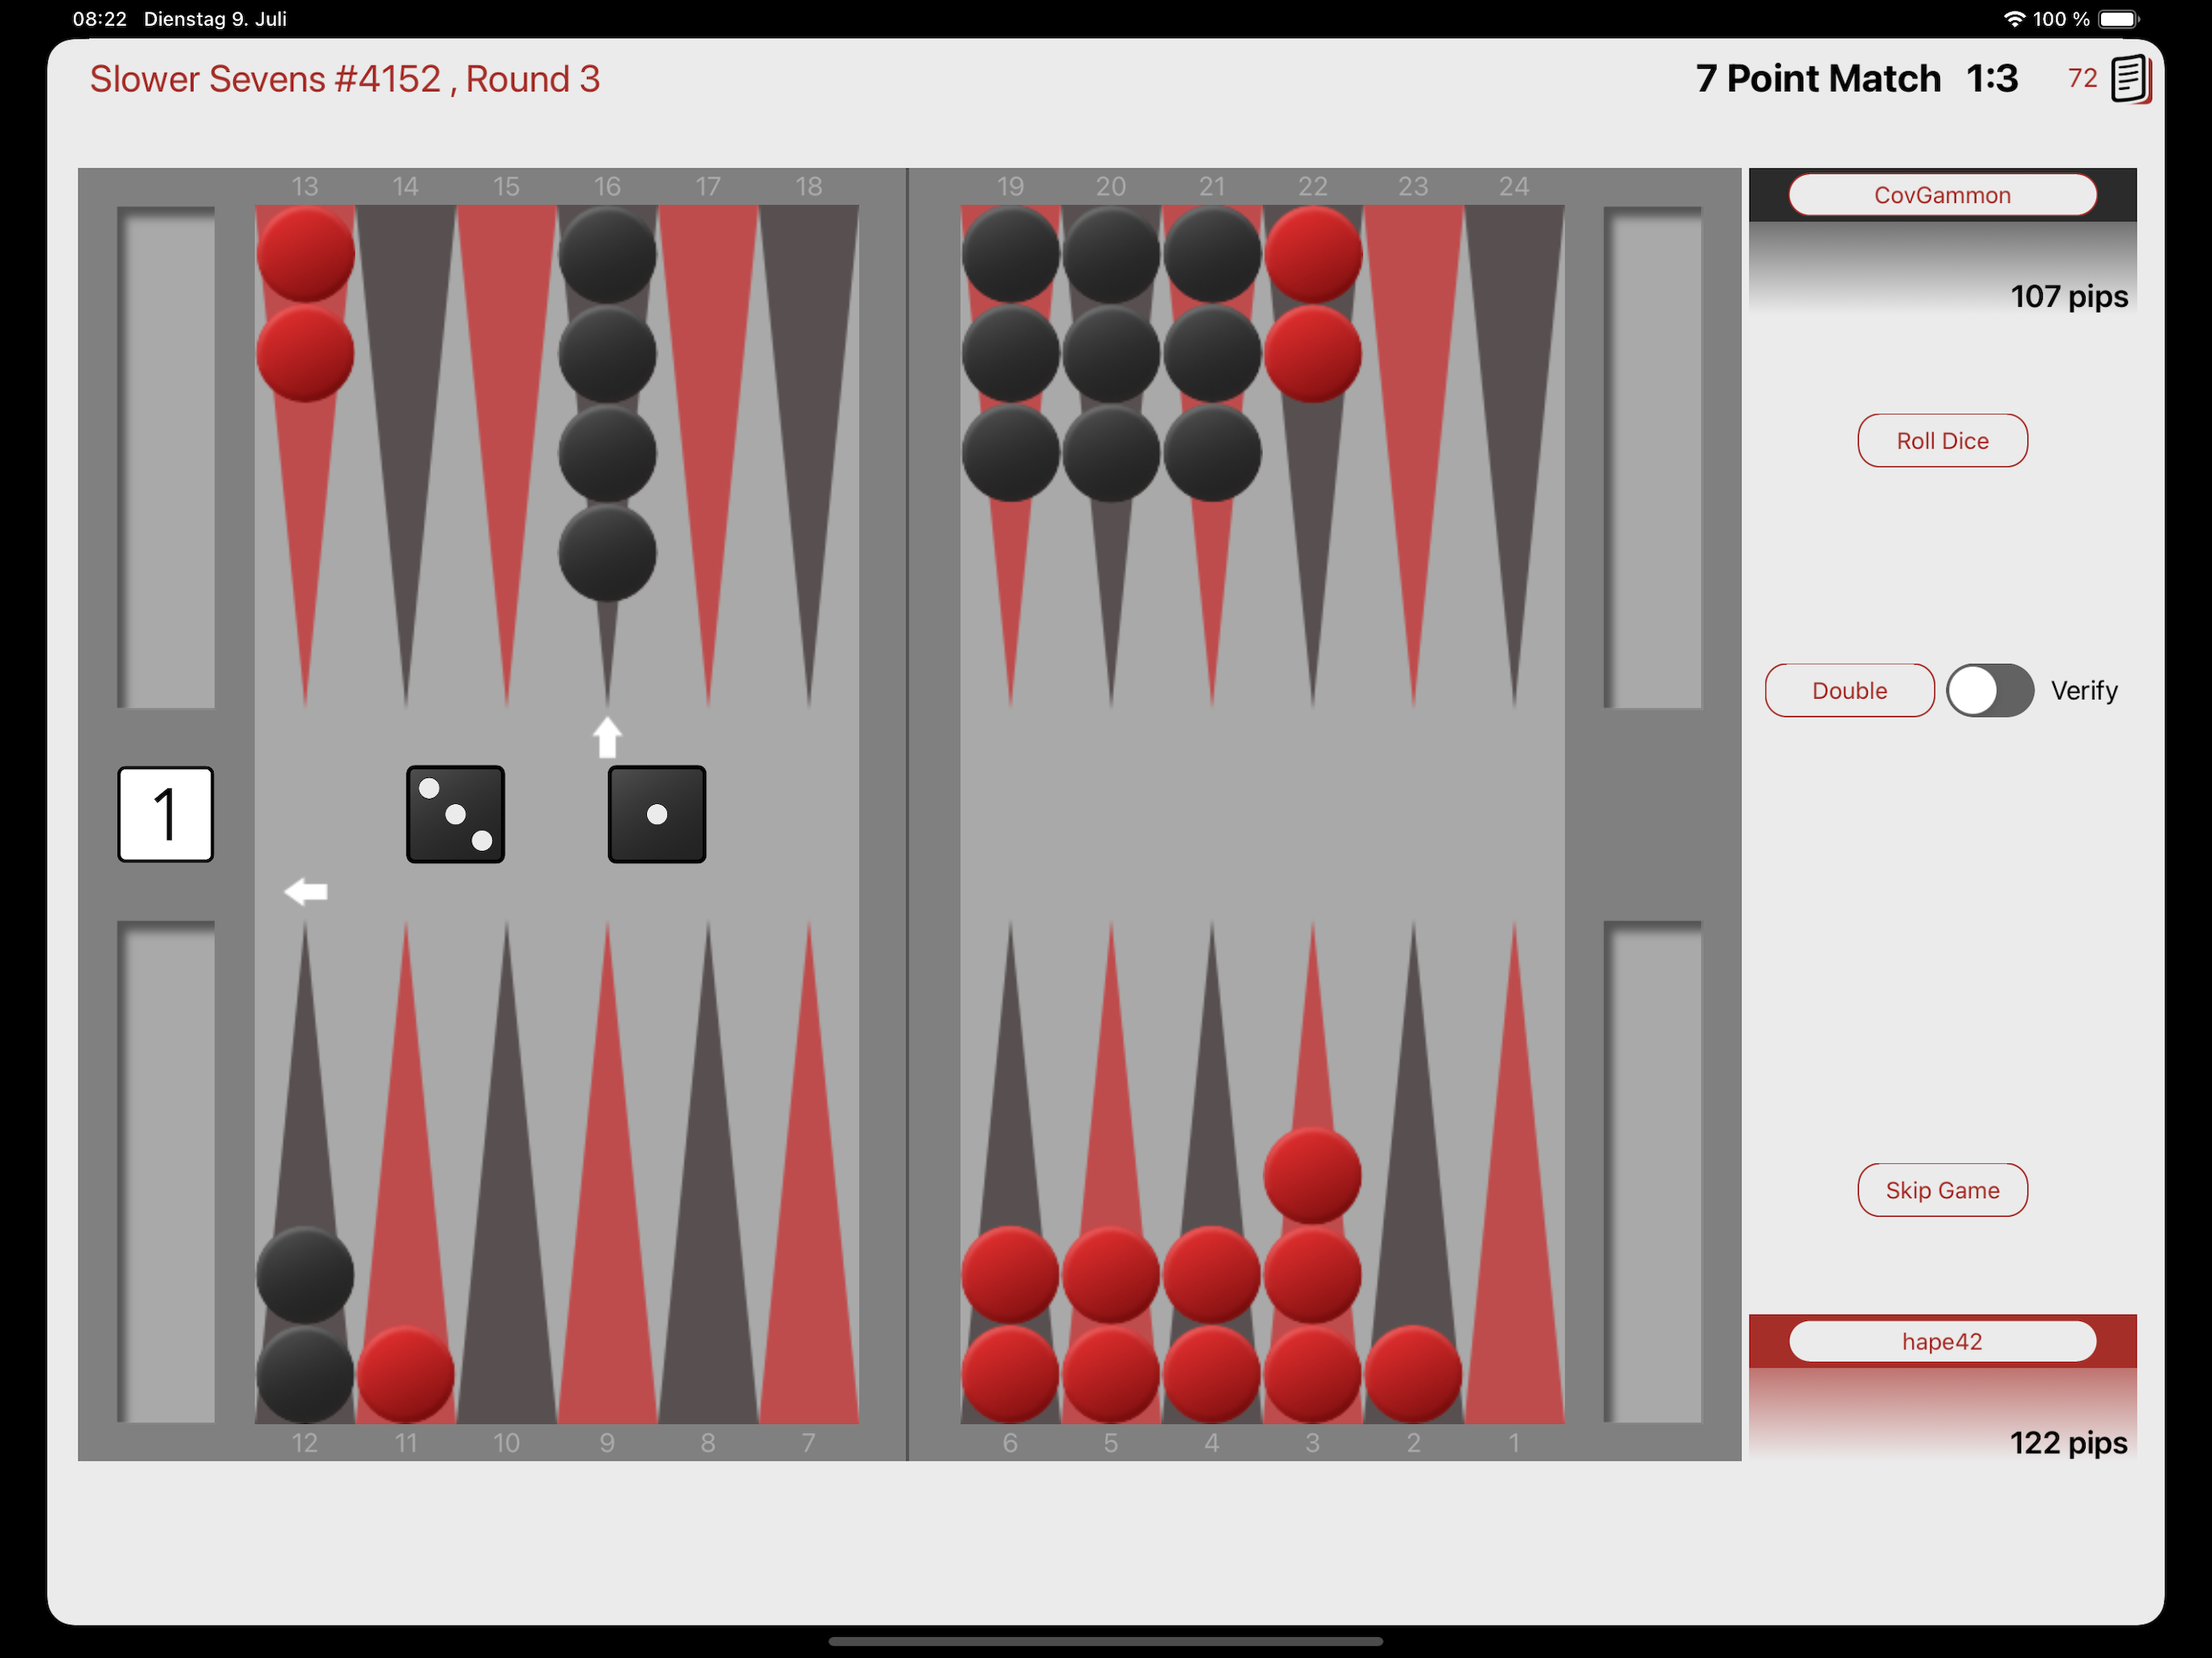 08:22 Dienstag 9. Juli 100 %
Slower Sevens #4152 , Round 3 7 Point Match 1:3 72
13 14 15 16 17 18 19 20 21 22 23 24
CovGammon
107 pips
Roll Dice
Double Verify
1
Skip Game
hape42
122 pips
12 11 10 9 8 7 6 5 4 3 2 1